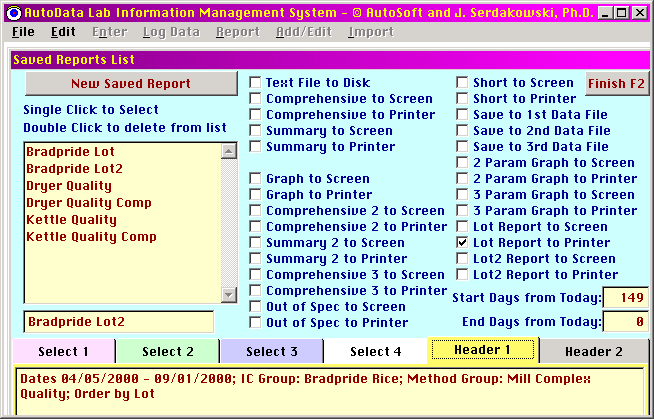 AutoData Lab Information Management System - © AutoSoft and J. Serdakowski, Ph.D.
File Edit Enter Log Data Report Add/Edit Import
Saved Reports List
New Saved Report
Finish F2
Single Click to Select
Double Click to delete from list
Bradpride Lot
Bradpride Lot2
Dryer Quality
Dryer Quality Comp
Kettle Quality
Kettle Quality Comp
Bradpride Lot2
Text File to Disk
Comprehensive to Screen
Comprehensive to Printer
Summary to Screen
Summary to Printer
Graph to Screen
Graph to Printer
Comprehensive 2 to Screen
Comprehensive 2 to Printer
Summary 2 to Screen
Summary 2 to Printer
Comprehensive 3 to Screen
Comprehensive 3 to Printer
Out of Spec to Screen
Out of Spec to Printer
Short to Screen
Short to Printer
Save to 1st Data File
Save to 2nd Data File
Save to 3rd Data File
2 Param Graph to Screen
2 Param Graph to Printer
3 Param Graph to Screen
3 Param Graph to Printer
Lot Report to Screen
Lot Report to Printer
Lot2 Report to Screen
Lot2 Report to Printer
Start Days from Today: 149
End Days from Today: 0
Select 1 Select 2 Select 3 Select 4 Header 1 Header 2
Dates 04/05/2000 - 09/01/2000; IC Group: Bradpride Rice; Method Group: Mill Complex
Quality; Order by Lot